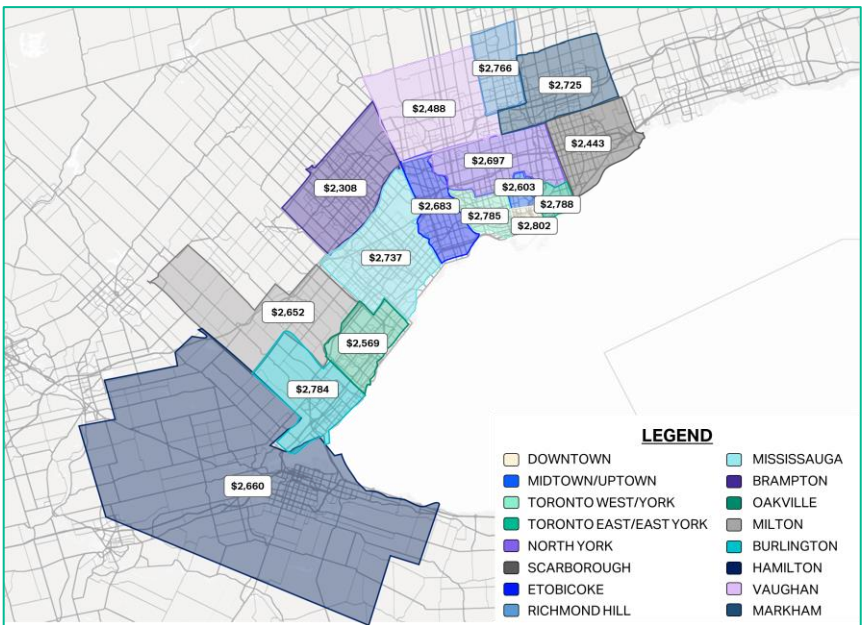 $2,766
$2,725
$2,488
$2,443
$2,697
$2,308
$2,603
$2,683
$2,788
$2,785
$2,802
$2,737
$2,652
$2,569
$2,784
$2,660
LEGEND
DOWNTOWN
MIDTOWN/UPTOWN
TORONTO WEST/YORK
TORONTO EAST/EAST YORK
NORTH YORK
SCARBOROUGH
ETOBICOKE
RICHMOND HILL
MISSISSAUGA
BRAMPTON
OAKVILLE
MILTON
BURLINGTON
HAMILTON
VAUGHAN
MARKHAM